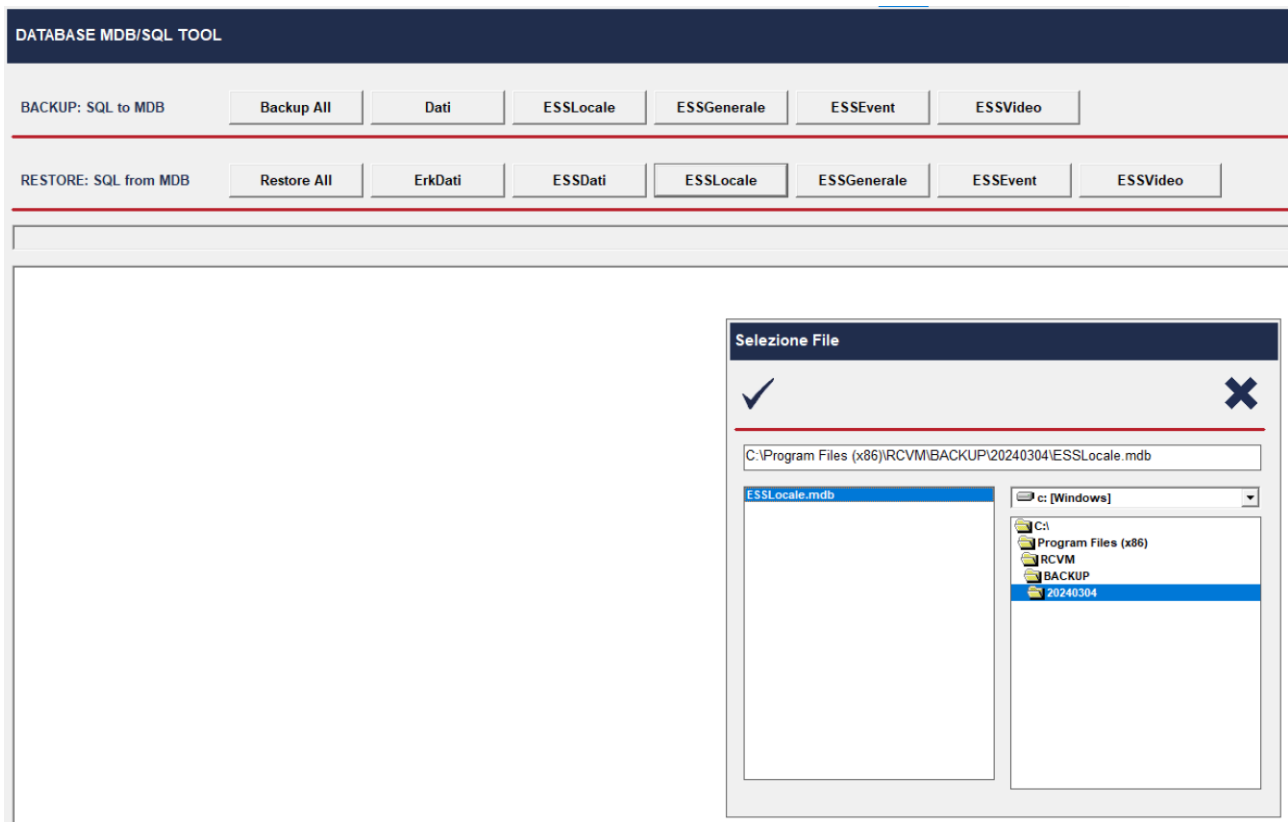 DATABASE MDB/SQL TOOL
BACKUP: SQL to MDB Backup All Dati ESSLocale ESSGenerale ESSEvent ESSVideo
RESTORE: SQL from MDB Restore All ErkDati ESSDati ESSLocale ESSGenerale ESSEvent ESSVideo
Selezione File
C:\Program Files (x86)\RCVM\BACKUP\20240304\ESSLocale.mdb
ESSLocale.mdb
c: [Windows]
C:\
Program Files (x86)
RCVM
BACKUP
20240304